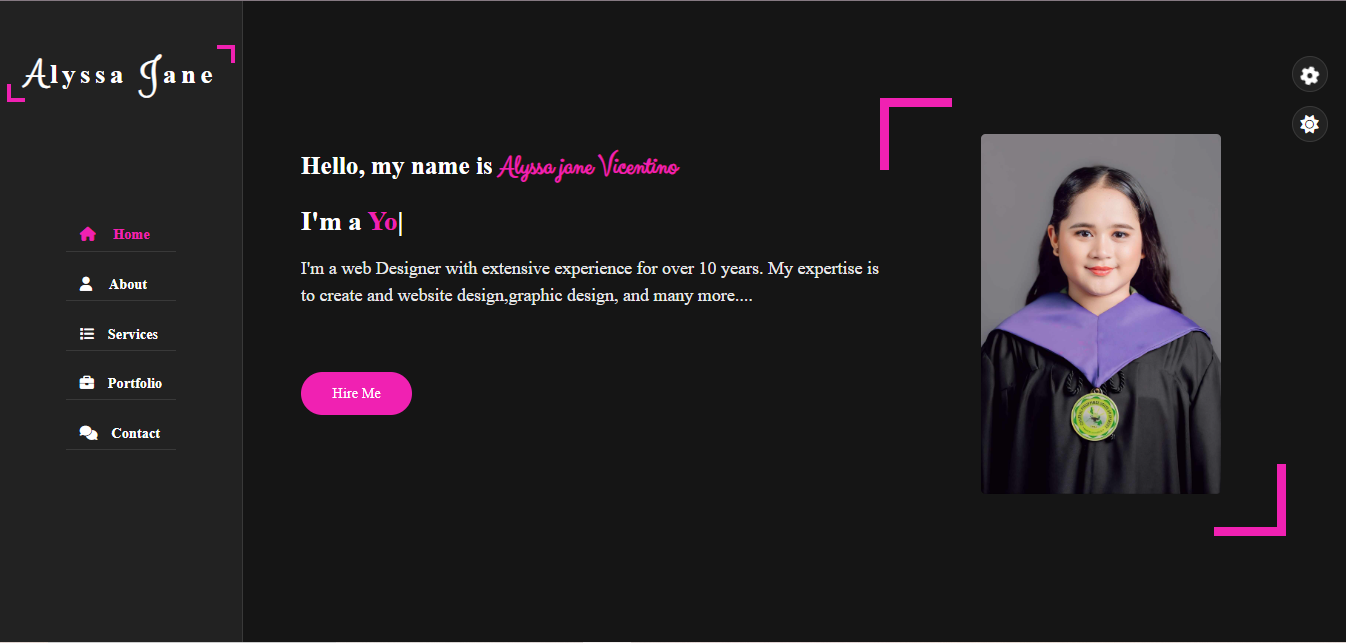 Alyssa Jane
Home
About
Services
Portfolio
Contact
Hello, my name is Alyssa jane Vicentino
I'm a Yo|
I'm a web Designer with extensive experience for over 10 years. My expertise is
to create and website design,graphic design, and many more....
Hire Me